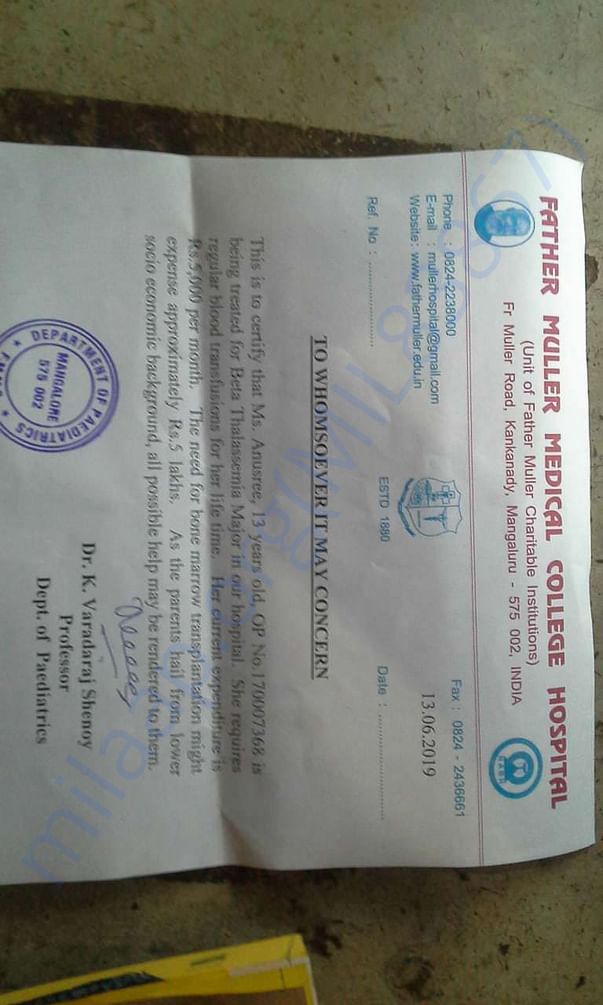 FATHER MULLER MEDICAL COLLEGE HOSPITAL
(Unit of Father Muller Charitable Institutions)
Fr Muller Road, Kankanady, Mangaluru - 575 002, INDIA
Phone : 0824-2238000
E-mail : mullerhospital@gmail.com
Website : www.fathermuller.edu.in
Fax : 0824 - 2436661
13.06.2019
ESTD 1880
Ref. No : ....................
Date : ....................
TO WHOMSOEVER IT MAY CONCERN
This is to certify that Ms. Anusree, 13 years old, OP No.170007368 is
being treated for Beta Thalassemia Major in our hospital. She requires
regular blood transfusions for her life time. Her current expenditure is
Rs.5,000 per month. The need for bone marrow transplantation might
expense approximately Rs.5 lakhs. As the parents hail from lower
socio economic background, all possible help may be rendered to them.
Dr. K. Varadaraj Shenoy
Professor
Dept. of Paediatrics
DEPARTMENT OF PAEDIATRICS
MANGALORE
575 002